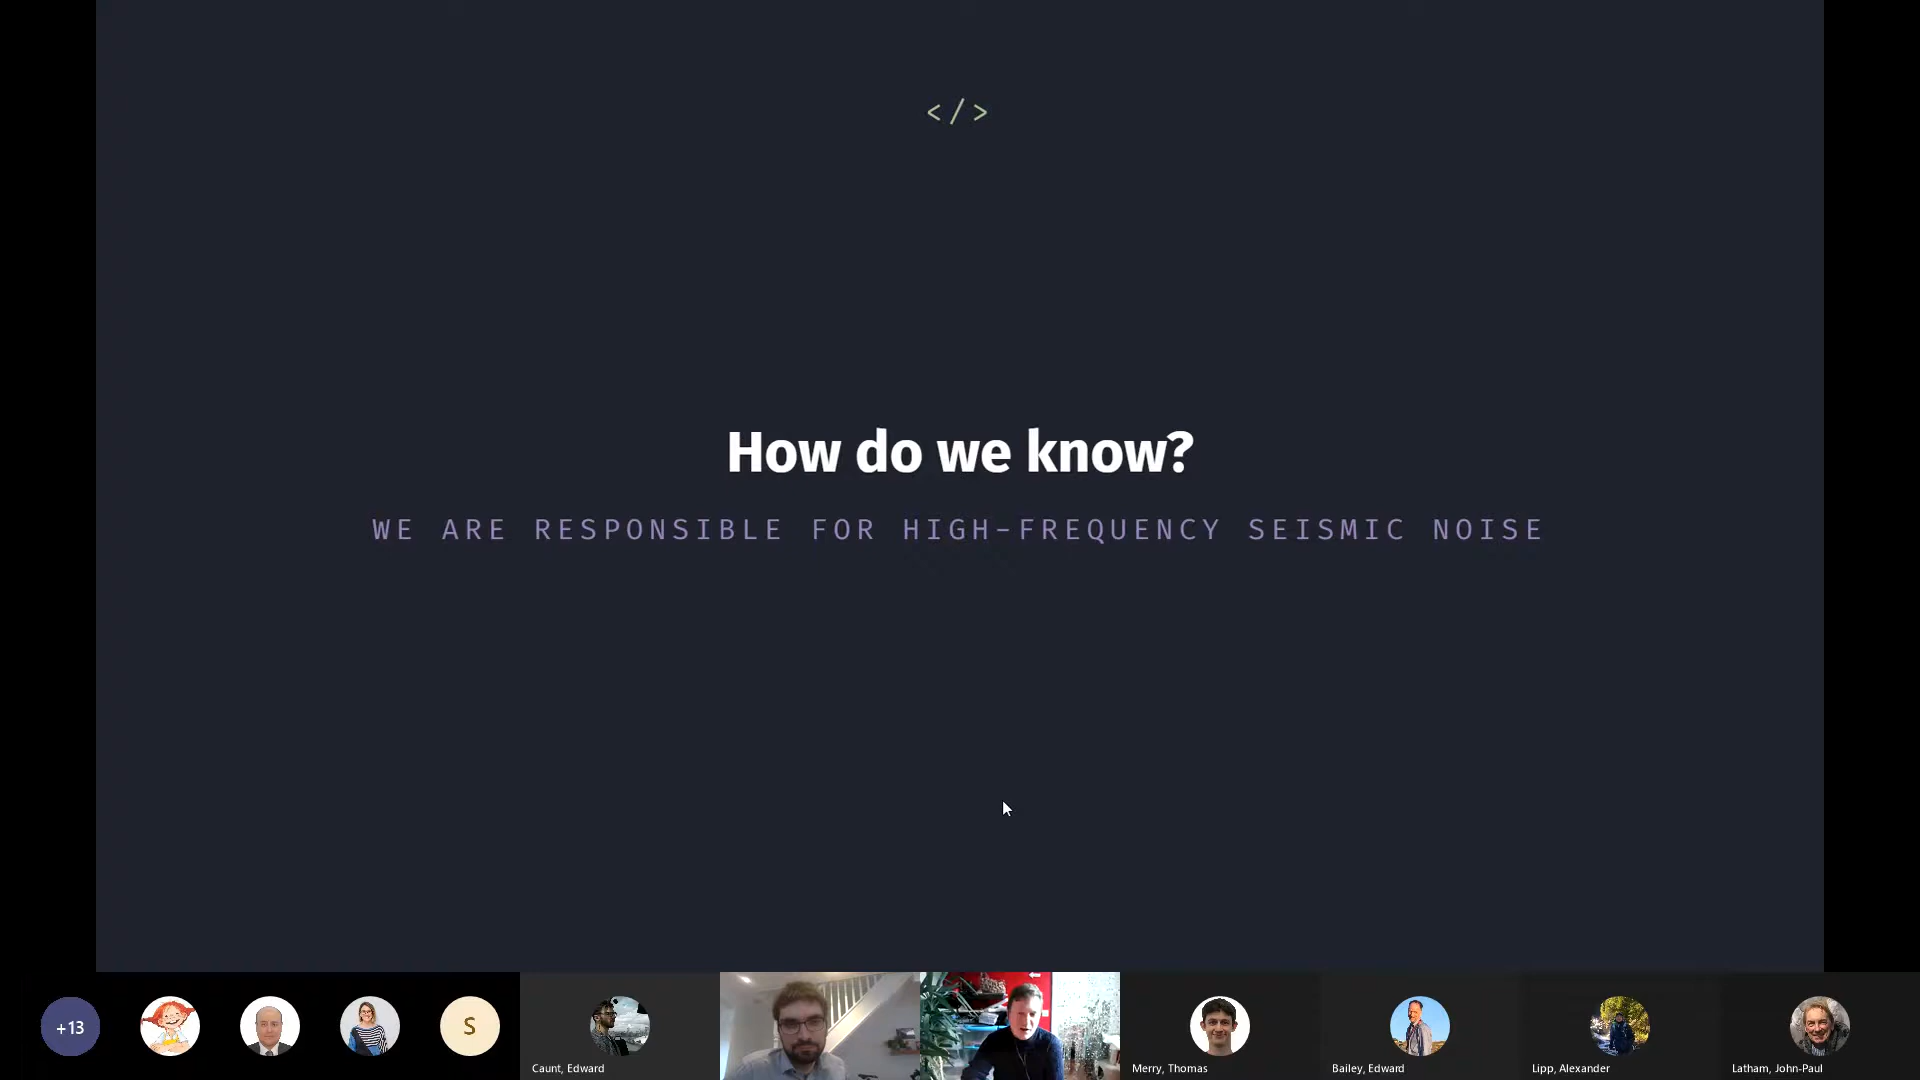 </>
How do we know?
WE ARE RESPONSIBLE FOR HIGH-FREQUENCY SEISMIC NOISE
+13
S
Caunt, Edward
Merry, Thomas
Bailey, Edward
Lipp, Alexander
Latham, John-Paul